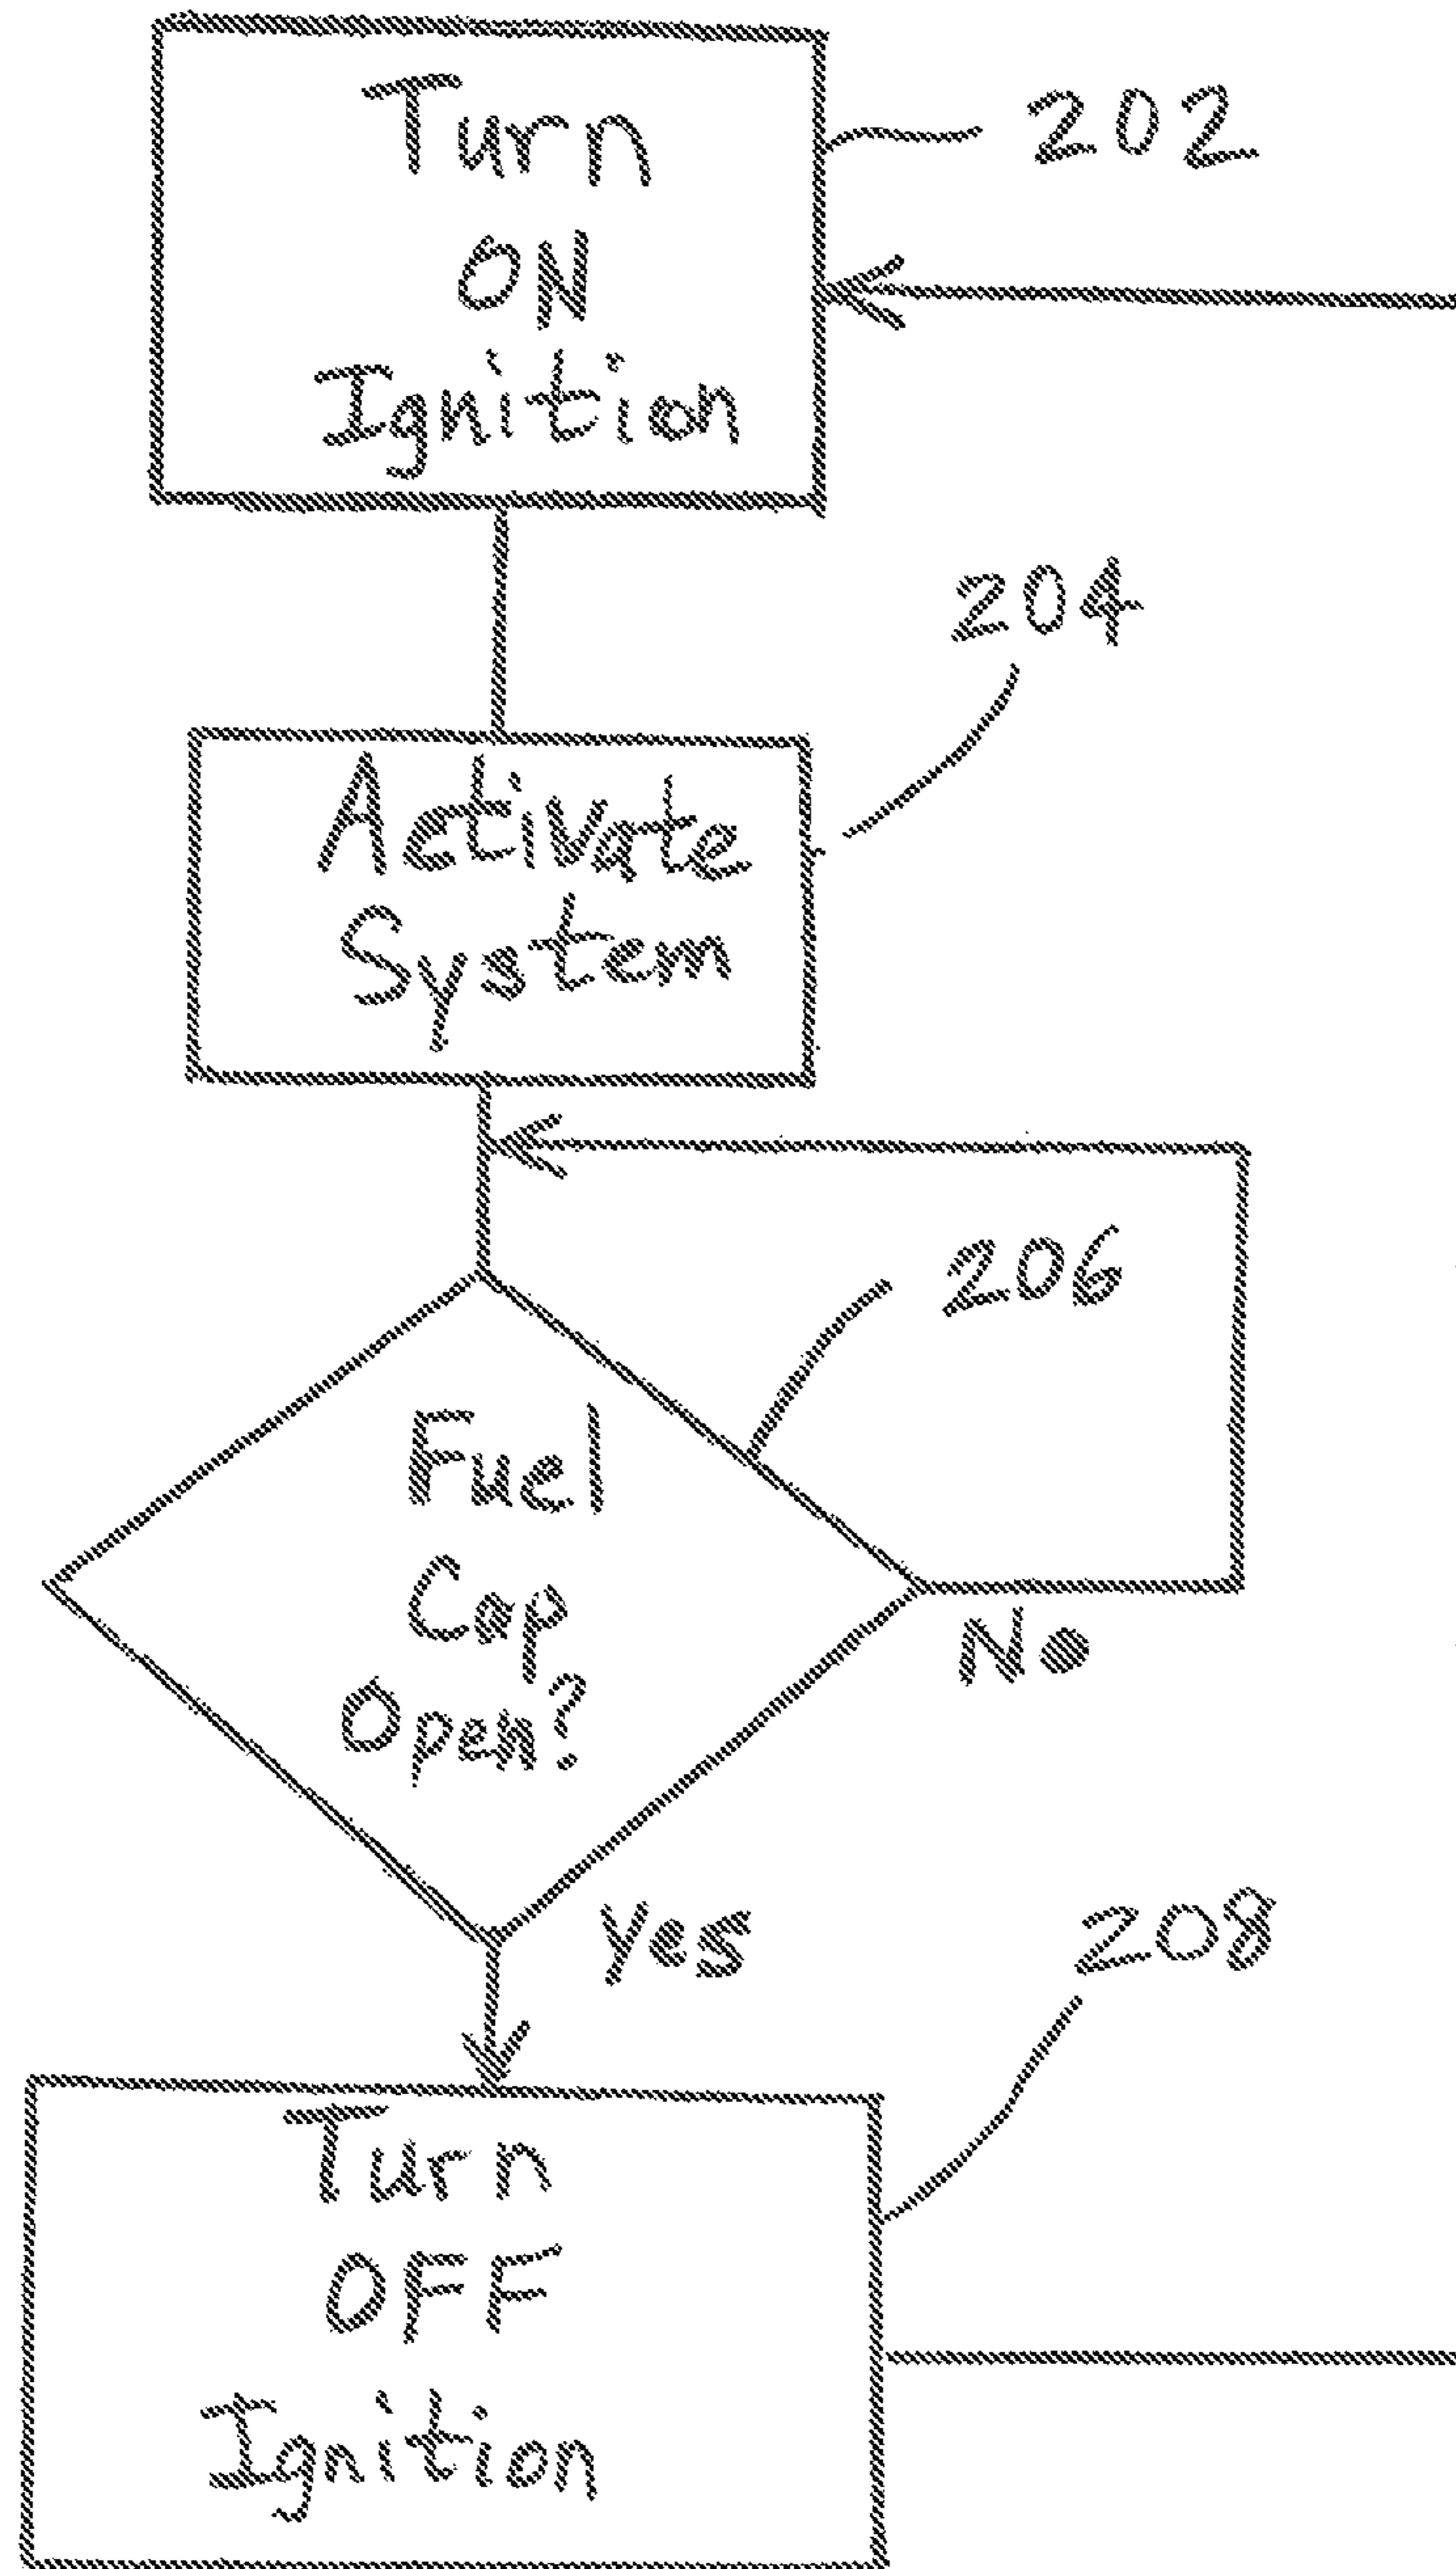 Turn
ON
Ignition
202
204
Activate
System
206
Fuel
Cap
Open?
No
Yes
208
Turn
OFF
Ignition